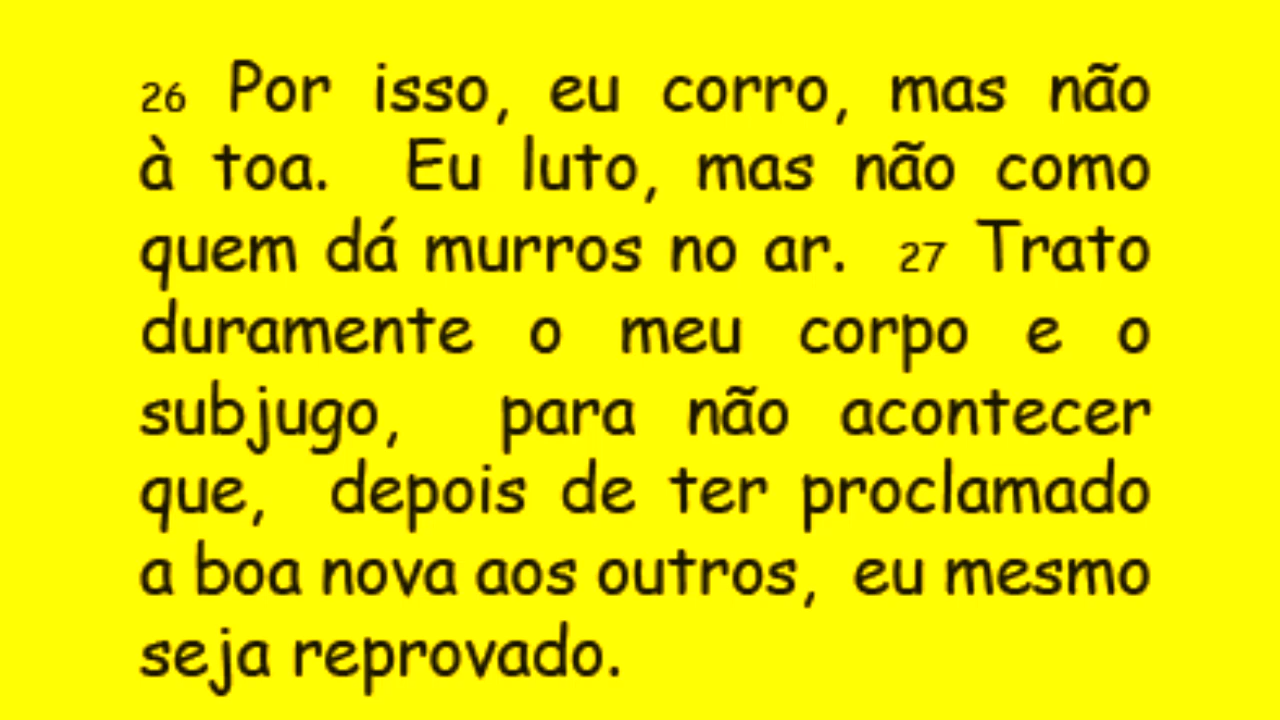 26 Por isso, eu corro, mas não
à toa. Eu luto, mas não como
quem dá murros no ar. 27 Trato
duramente o meu corpo e o
subjugo, para não acontecer
que, depois de ter proclamado
a boa nova aos outros, eu mesmo
seja reprovado.